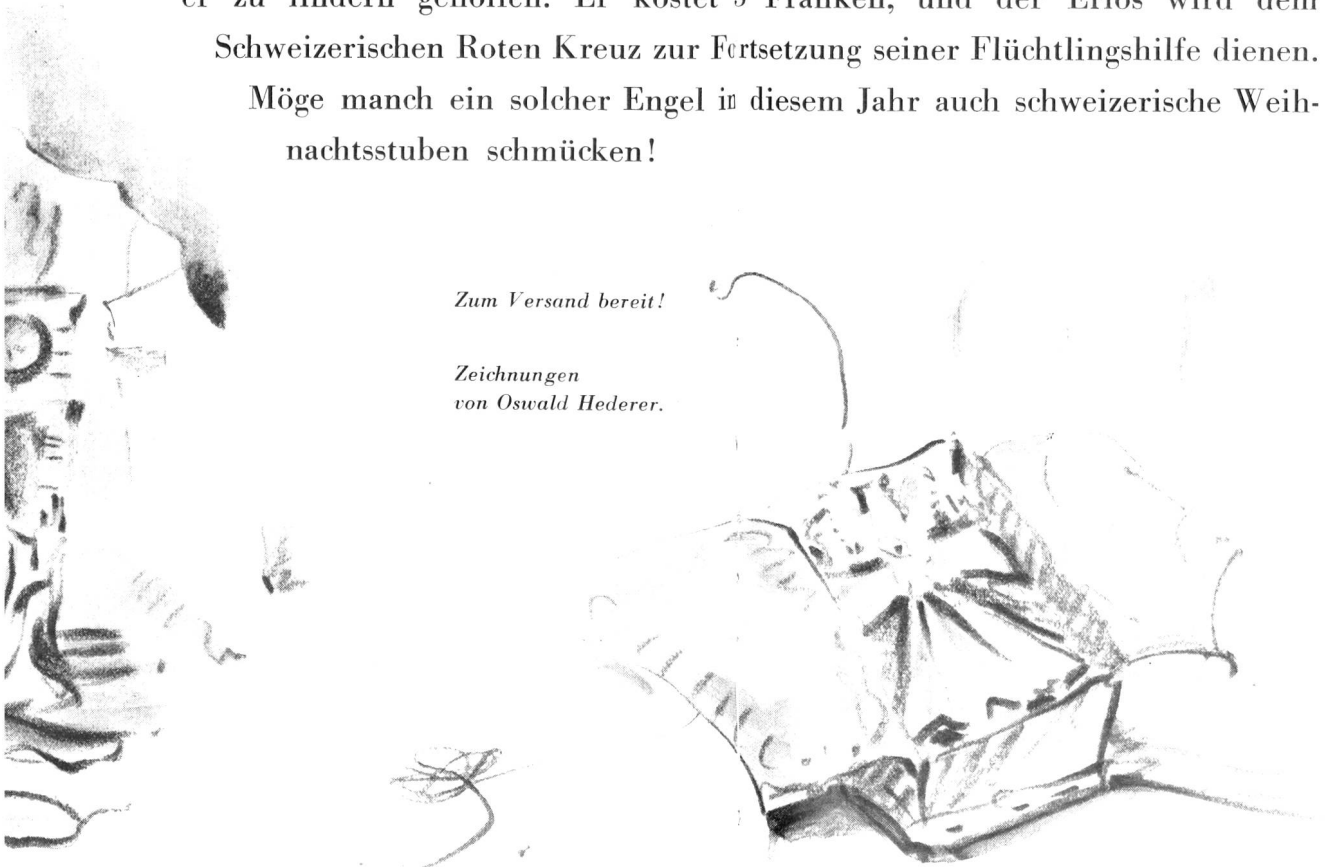 er zu lindern geholfen. Er kostet 5 Franken, und der Erlös wird dem
Schweizerischen Roten Kreuz zur Fortsetzung seiner Flüchtlingshilfe dienen.
Möge manch ein solcher Engel in diesem Jahr auch schweizerische Weih-
nachtsstuben schmücken!
Zum Versand bereit!
Zeichnungen
von Oswald Hederer.